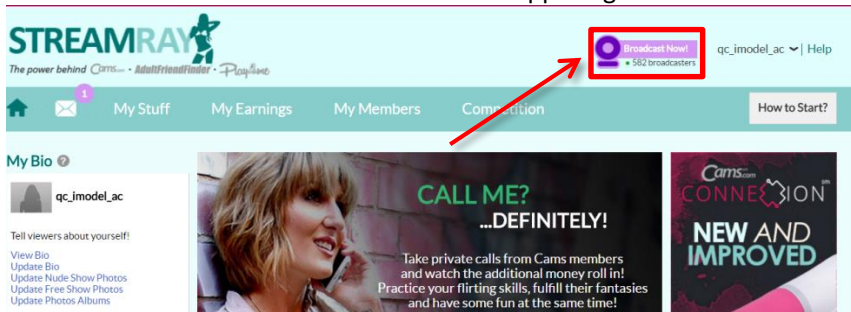 STREAMRAY
The power behind Cams.com • AdultFriendFinder • Playtime
Broadcast Now!
• 582 broadcasters
qc_imodel_ac | Help
1
My Stuff My Earnings My Members Competition
How to Start?
My Bio ?
qc_imodel_ac
Tell viewers about yourself!
View Bio
Update Bio
Update Nude Show Photos
Update Free Show Photos
Update Photos Albums
CALL ME?
...DEFINITELY!
Take private calls from Cams members
and watch the additional money roll in!
Practice your flirting skills, fulfill their fantasies
and have some fun at the same time!
Cams.com
CONNEXION
NEW AND
IMPROVED